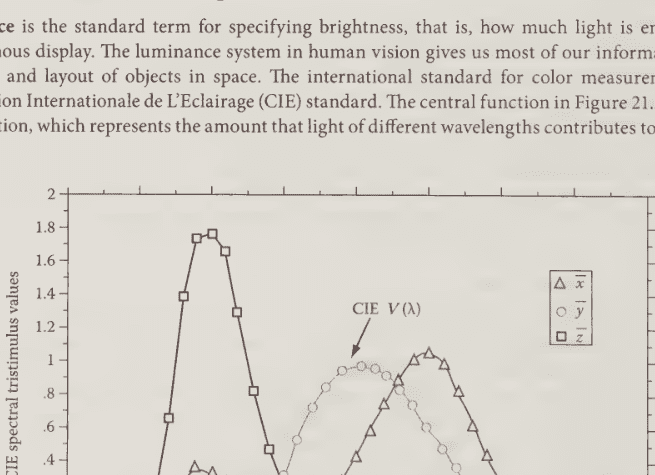 ce is the standard term for specifying brightness, that is, how much light is em
nous display. The luminance system in human vision gives us most of our informa
and layout of objects in space. The international standard for color measurem
ion Internationale de L'Eclairage (CIE) standard. The central function in Figure 21.
tion, which represents the amount that light of different wavelengths contributes to
2
1.8
1.6
1.4
1.2
1
.8
.6
.4
CIE spectral tristimulus values
CIE V(λ)
x̄
ȳ
z̄